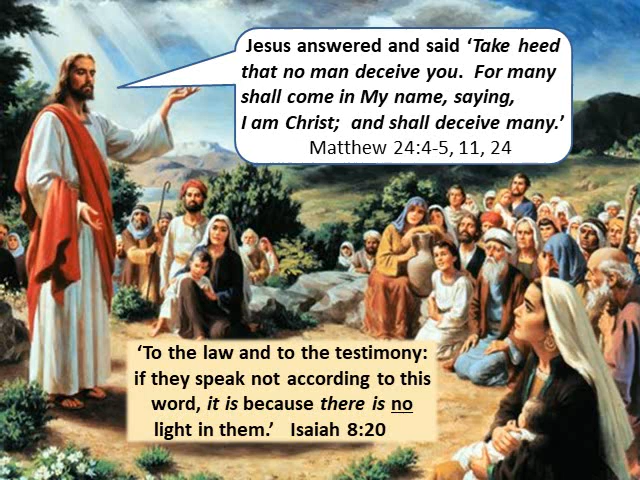 Jesus answered and said ‘Take heed
that no man deceive you.  For many
shall come in My name, saying,
I am Christ;  and shall deceive many.’
Matthew 24:4-5, 11, 24
‘To the law and to the testimony:
if they speak not according to this
word, it is because there is no
light in them.’   Isaiah 8:20